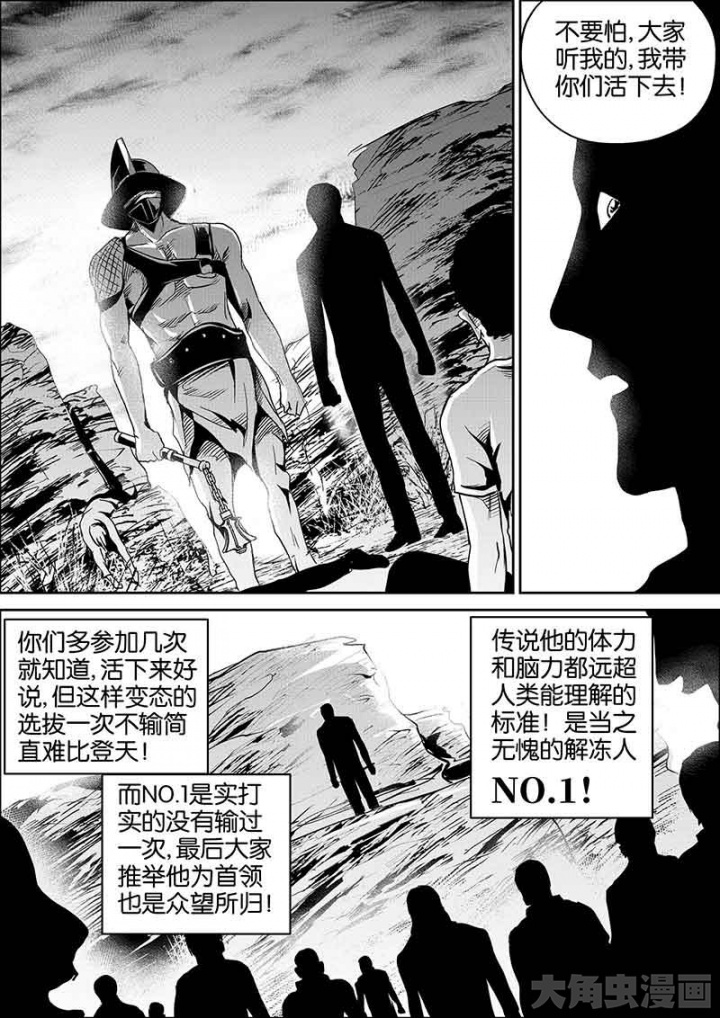 不要怕,大家
听我的,我带
你们活下去!
传说他的体力
和脑力都远超
人类能理解的
标准!是当之
无愧的解冻人
NO.1!
你们多参加几次
就知道,活下来好
说,但这样变态的
选拔一次不输简
直难比登天!
而NO.1是实打
实的没有输过
一次,最后大家
推举他为首领
也是众望所归!
大角虫漫画